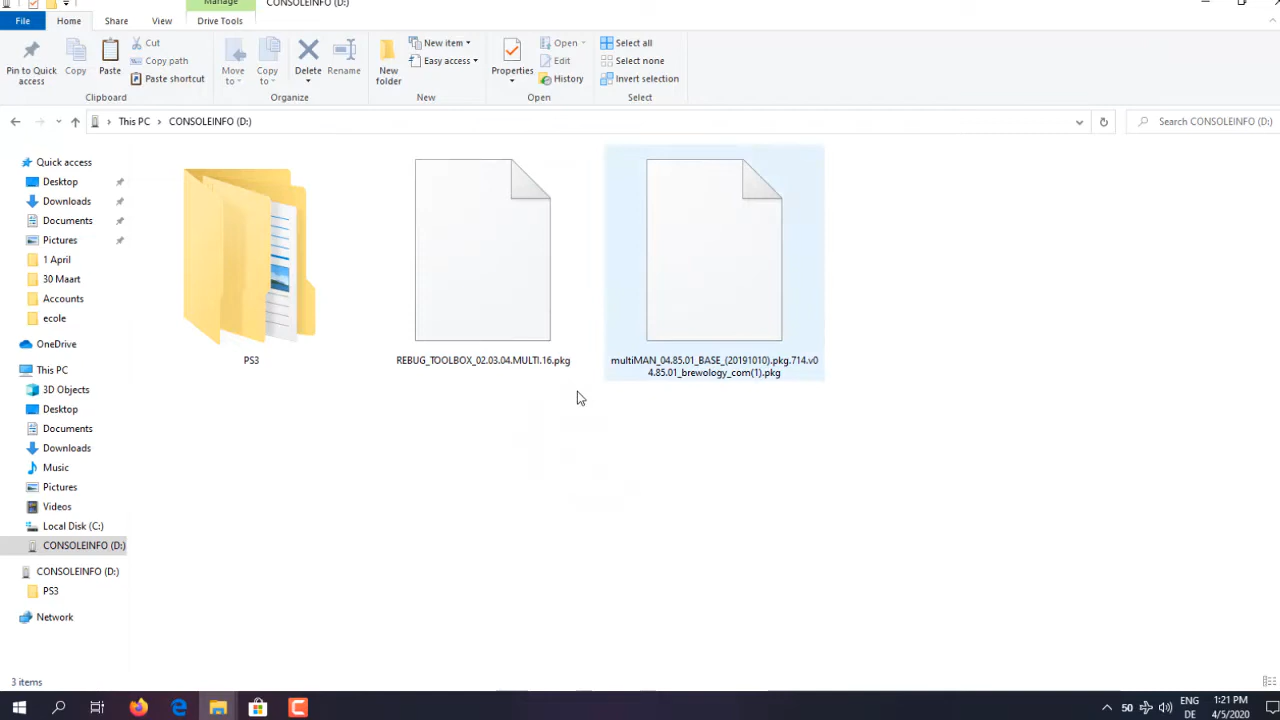 Manage
CONSOLEINFO (D:)
File
Home
Share
View
Drive Tools
Pin to Quick
access
Copy
Paste
Cut
Copy path
Paste shortcut
Clipboard
Move
to
Copy
to
Delete
Rename
Organize
New
folder
New item
Easy access
New
Properties
Open
Edit
History
Open
Select all
Select none
Invert selection
Select
This PC
CONSOLEINFO (D:)
Search CONSOLEINFO (D:)
Quick access
Desktop
Downloads
Documents
Pictures
1 April
30 Maart
Accounts
ecole
OneDrive
This PC
3D Objects
Desktop
Documents
Downloads
Music
Pictures
Videos
Local Disk (C:)
CONSOLEINFO (D:)
CONSOLEINFO (D:)
PS3
Network
PS3
REBUG_TOOLBOX_02.03.04.MULTI.16.pkg
multiMAN_04.85.01_BASE_(20191010).pkg.714.v0
4.85.01_brewology_com(1).pkg
3 items
50
ENG
DE
1:21 PM
4/5/2020